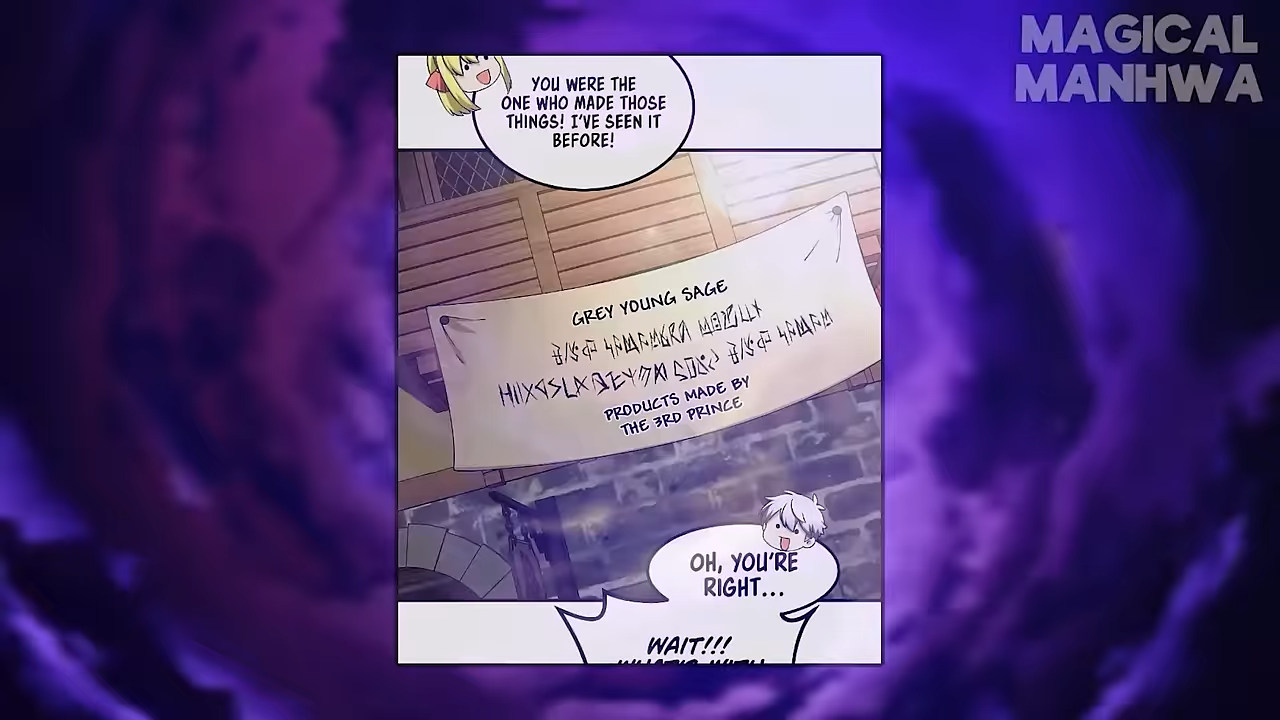 MAGICAL
MANHWA
YOU WERE THE
ONE WHO MADE THOSE
THINGS! I'VE SEEN IT
BEFORE!
GREY YOUNG SAGE
PRODUCTS MADE BY
THE 3RD PRINCE
OH, YOU'RE
RIGHT...
WAIT!!!